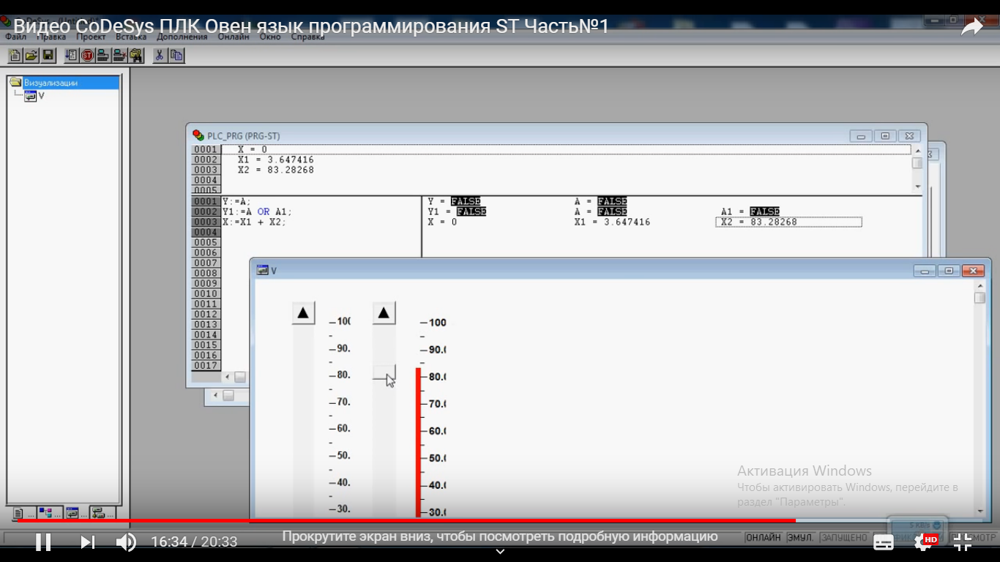 Видео CoDeSys ПЛК Овен язык программирования ST Часть№1
Файл Правка Проект Вставка Дополнения Онлайн Окно Справка
Визуализации
V
PLC_PRG (PRG-ST)
0001 X = 0
0002 X1 = 3.647416
0003 X2 = 83.28268
0004
0005
0001 Y:=A; Y = FALSE A = FALSE
0002 Y1:=A OR A1; Y1 = FALSE A = FALSE A1 = FALSE
0003 X:=X1 + X2; X = 0 X1 = 3.647416 X2 = 83.28268
0004
0005
0006
0007
0008
0009
0010
0011
0012
0013
0014
0015
0016
0017
V
100
90.
80.
70.
60.
50.
40.
30.
100
90.0
80.0
70.0
60.0
50.0
40.0
30.0
Активация Windows
Чтобы активировать Windows, перейдите в
раздел "Параметры".
5 KB/s
16:34 / 20:33
Прокрутите экран вниз, чтобы посмотреть подробную информацию
ОНЛАЙН ЭМУЛ. ЗАПУЩЕНО
HD